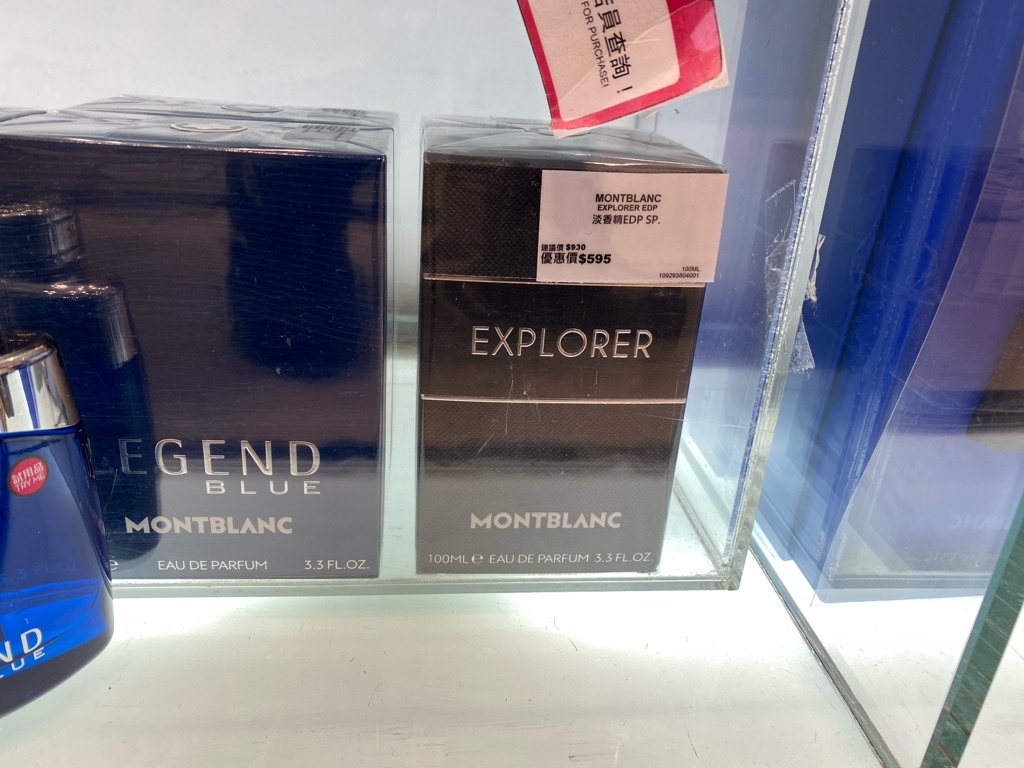 店員查詢！
FOR PURCHASE!
MONTBLANC
EXPLORER EDP
淡香精EDP SP.
建議價 $930
優惠價$595
100ML
109293804001
EXPLORER
MONTBLANC
100ML ℮ EAU DE PARFUM 3.3 FL.OZ.
EGEND
BLUE
MONTBLANC
℮ EAU DE PARFUM 3.3 FL.OZ.
試用品
TRY ME
ND
LUE